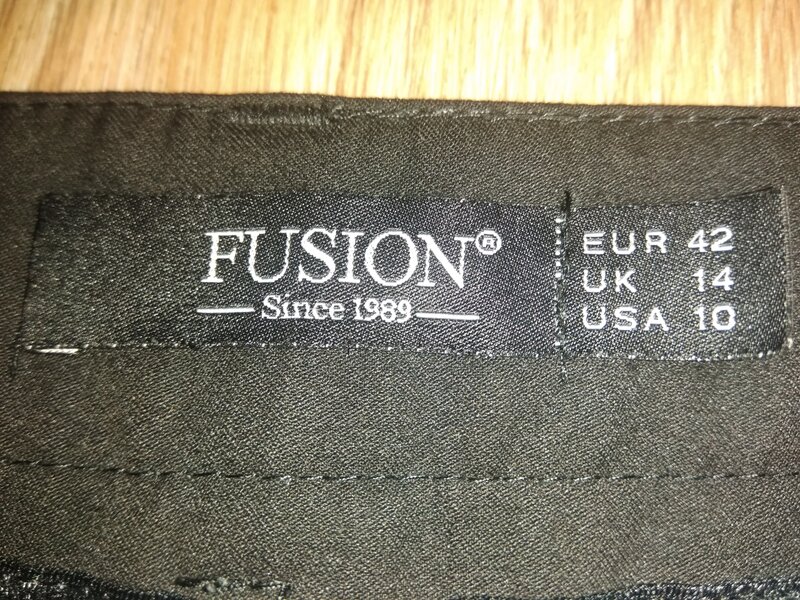 FUSION®
Since 1989
EUR 42
UK 14
USA 10